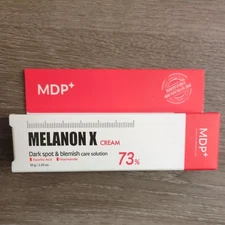 MDP+
MELANON X CREAM
Dark spot & blemish care solution
73%
MDP+